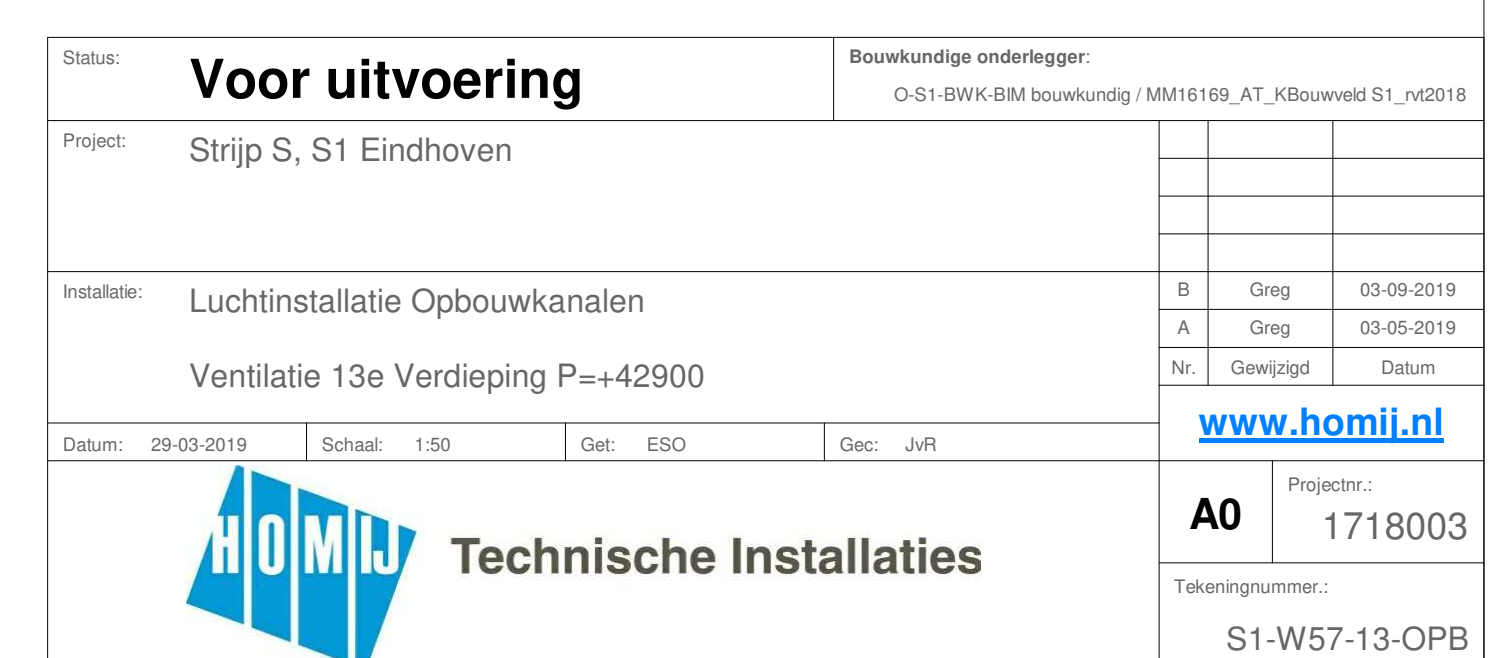 Status:
Voor uitvoering
Bouwkundige onderlegger:
O-S1-BWK-BIM bouwkundig / MM16169_AT_KBouwveld S1_rvt2018
Project:
Strijp S, S1 Eindhoven
Installatie:
Luchtinstallatie Opbouwkanalen
Ventilatie 13e Verdieping P=+42900
B Greg 03-09-2019
A Greg 03-05-2019
Nr. Gewijzigd Datum
www.homij.nl
Datum: 29-03-2019 Schaal: 1:50 Get: ESO Gec: JvR
HOMIJ
Technische Installaties
A0
Projectnr.:
1718003
Tekeningnummer.:
S1-W57-13-OPB